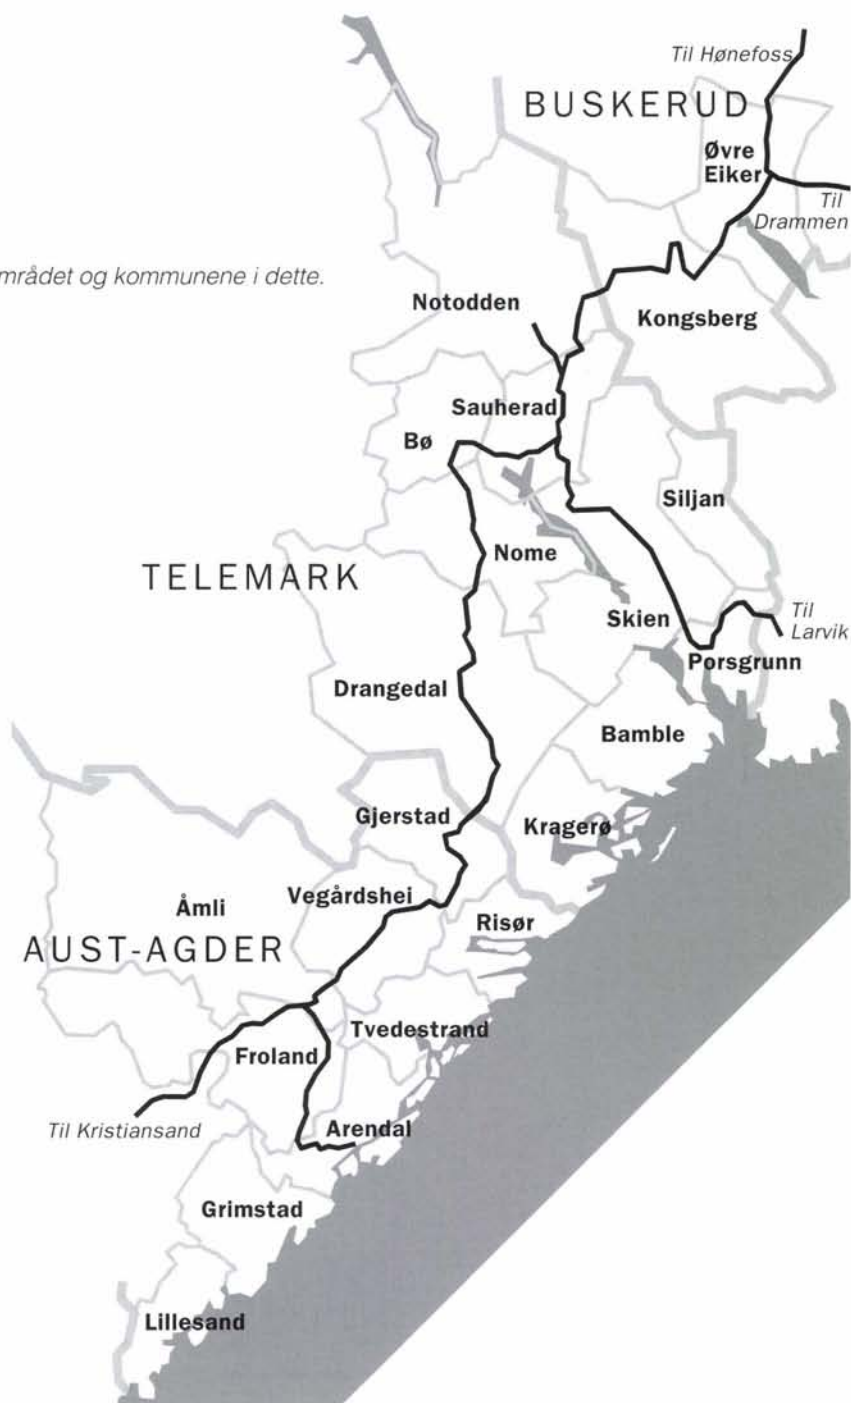 Til Hønefoss
BUSKERUD
Øvre
Eiker
Til
Drammen
mrådet og kommunene i dette.
Notodden
Kongsberg
Sauherad
Bø
Siljan
Nome
TELEMARK
Skien
Til
Larvik
Porsgrunn
Drangedal
Bamble
Gjerstad
Kragerø
Vegårdshei
Åmli
Risør
AUST-AGDER
Tvedestrand
Froland
Til Kristiansand
Arendal
Grimstad
Lillesand